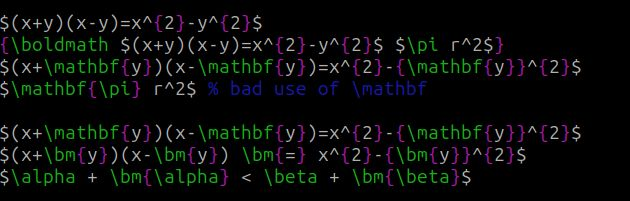 $(x+y)(x-y)=x^{2}-y^{2}$
{\boldmath $(x+y)(x-y)=x^{2}-y^{2}$ $\pi r^2$}
$(x+\mathbf{y})(x-\mathbf{y})=x^{2}-{\mathbf{y}}^{2}$
$\mathbf{\pi} r^2$ % bad use of \mathbf
$(x+\mathbf{y})(x-\mathbf{y})=x^{2}-{\mathbf{y}}^{2}$
$(x+\bm{y})(x-\bm{y}) \bm{=} x^{2}-{\bm{y}}^{2}$
$\alpha + \bm{\alpha} < \beta + \bm{\beta}$